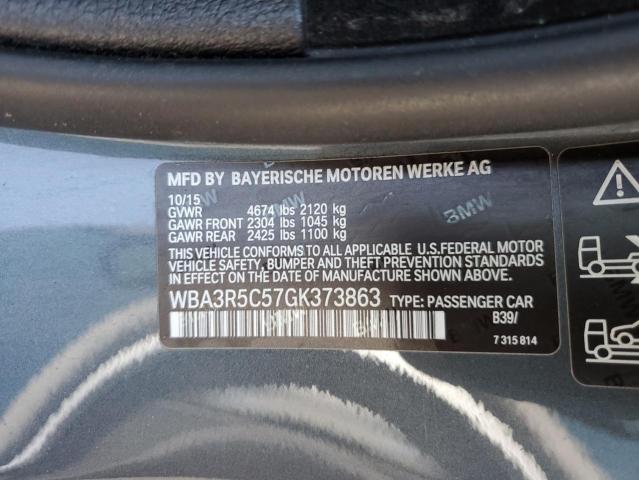 MFD BY BAYERISCHE MOTOREN WERKE AG
10/15
GVWR 4674 lbs 2120 kg
GAWR FRONT 2304 lbs 1045 kg
GAWR REAR 2425 lbs 1100 kg
THIS VEHICLE CONFORMS TO ALL APPLICABLE U.S.FEDERAL MOTOR
VEHICLE SAFETY, BUMPER AND THEFT PREVENTION STANDARDS
IN EFFECT ON THE DATE OF MANUFACTURE SHOWN ABOVE.
WBA3R5C57GK373863 TYPE: PASSENGER CAR
B39/
7 315 814
BMW